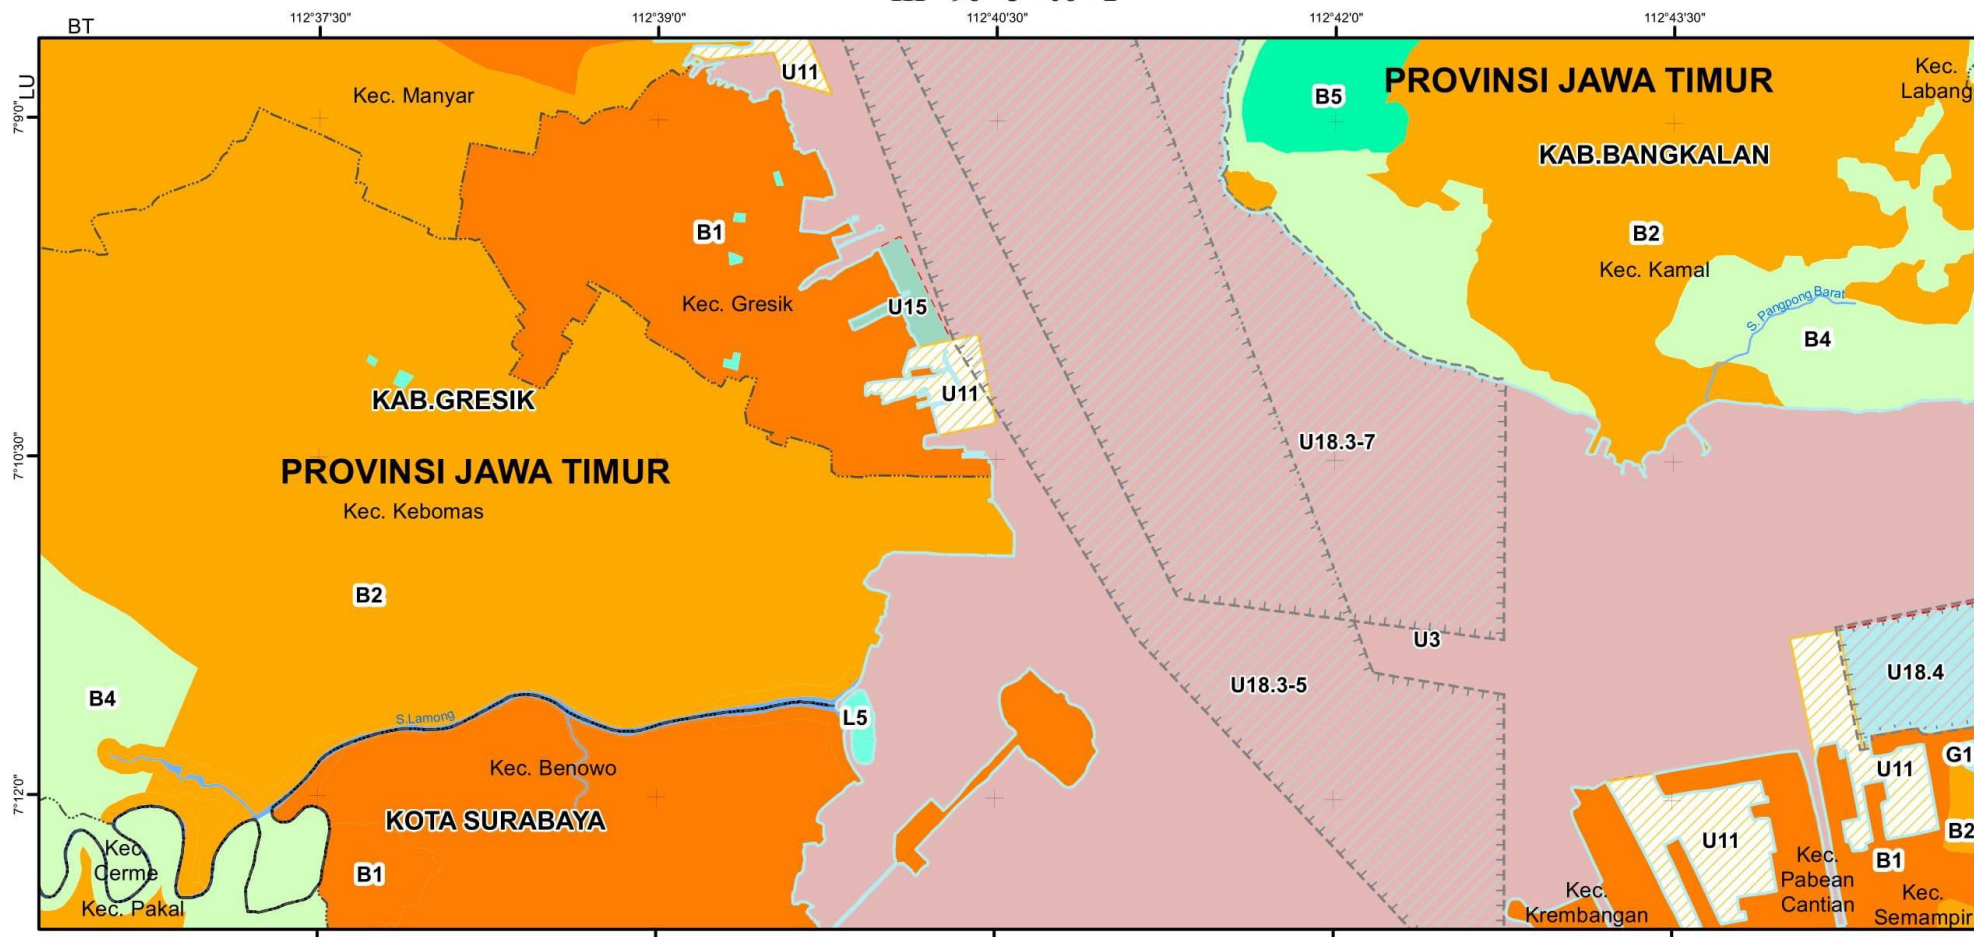 112°37'30"
112°39'0"
112°40'30"
112°42'0"
112°43'30"
BT
LU
7°9'0"
7°10'30"
7°12'0"
U11
B5
PROVINSI JAWA TIMUR
Kec.
Labang
Kec. Manyar
KAB.BANGKALAN
B1
B2
Kec. Kamal
Kec. Gresik
U15
S. Pangpong Barat
B4
KAB.GRESIK
U11
U18.3-7
PROVINSI JAWA TIMUR
Kec. Kebomas
B2
U3
U18.4
U18.3-5
B4
S.Lamong
L5
Kec. Benowo
G1
U11
KOTA SURABAYA
B2
U11
Kec.
Cerme
B1
Kec.
Pabean
Cantian
B1
Kec. Pakal
Kec.
Krembangan
Kec.
Semampir